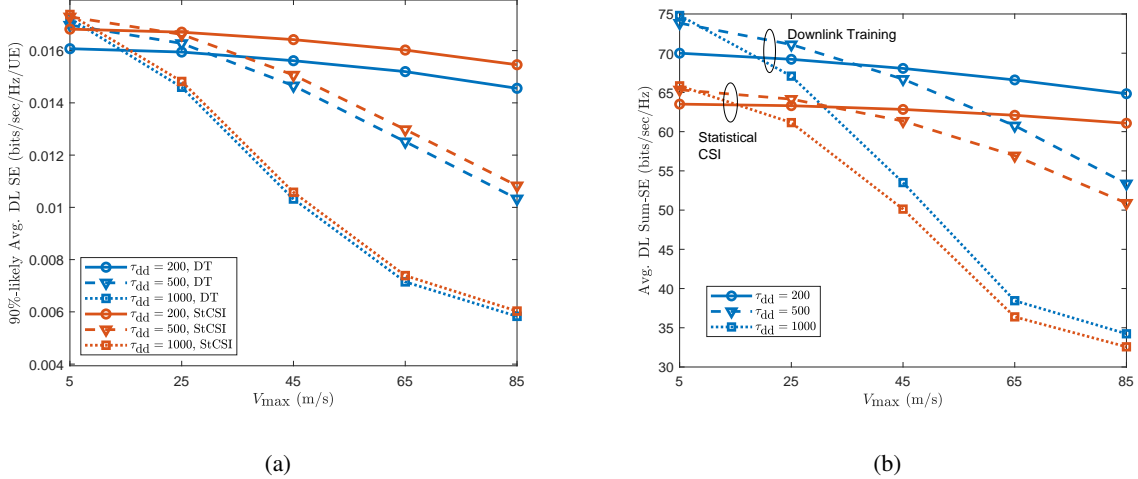 90%-likely Avg. DL SE (bits/sec/Hz/UE)
0.016
0.014
0.012
0.01
0.008
0.006
0.004
τdd = 200, DT
τdd = 500, DT
τdd = 1000, DT
τdd = 200, StCSI
τdd = 500, StCSI
τdd = 1000, StCSI
5 25 45 65 85
Vmax (m/s)
(a)
Avg. DL Sum-SE (bits/sec/Hz)
75
70
65
60
55
50
45
40
35
30
Downlink Training
Statistical
CSI
τdd = 200
τdd = 500
τdd = 1000
5 25 45 65 85
Vmax (m/s)
(b)